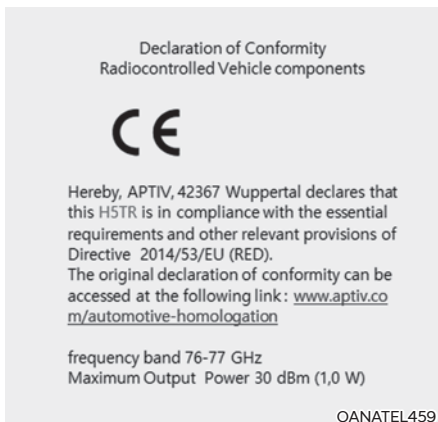 Declaration of Conformity
Radiocontrolled Vehicle components
CE
Hereby, APTIV, 42367 Wuppertal declares that
this H5TR is in compliance with the essential
requirements and other relevant provisions of
Directive 2014/53/EU (RED).
The original declaration of conformity can be
accessed at the following link: www.aptiv.co
m/automotive-homologation
frequency band 76-77 GHz
Maximum Output Power 30 dBm (1,0 W)
OANATEL459